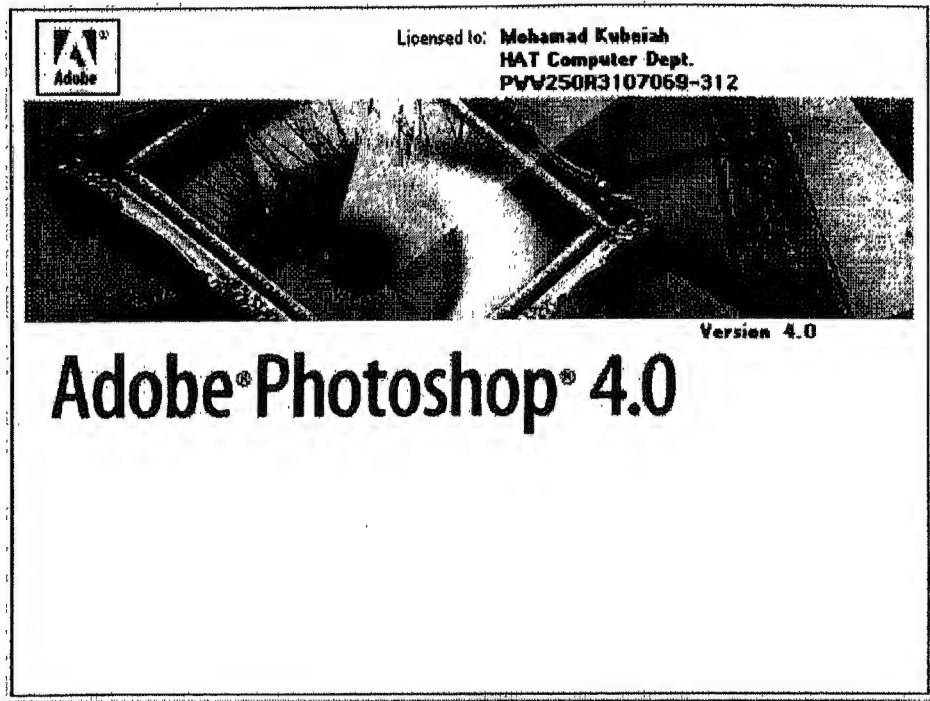 Adobe
Licensed to: Mohamad Kubeiah
HAT Computer Dept.
PWW250R3107069-312
Version 4.0
Adobe® Photoshop® 4.0